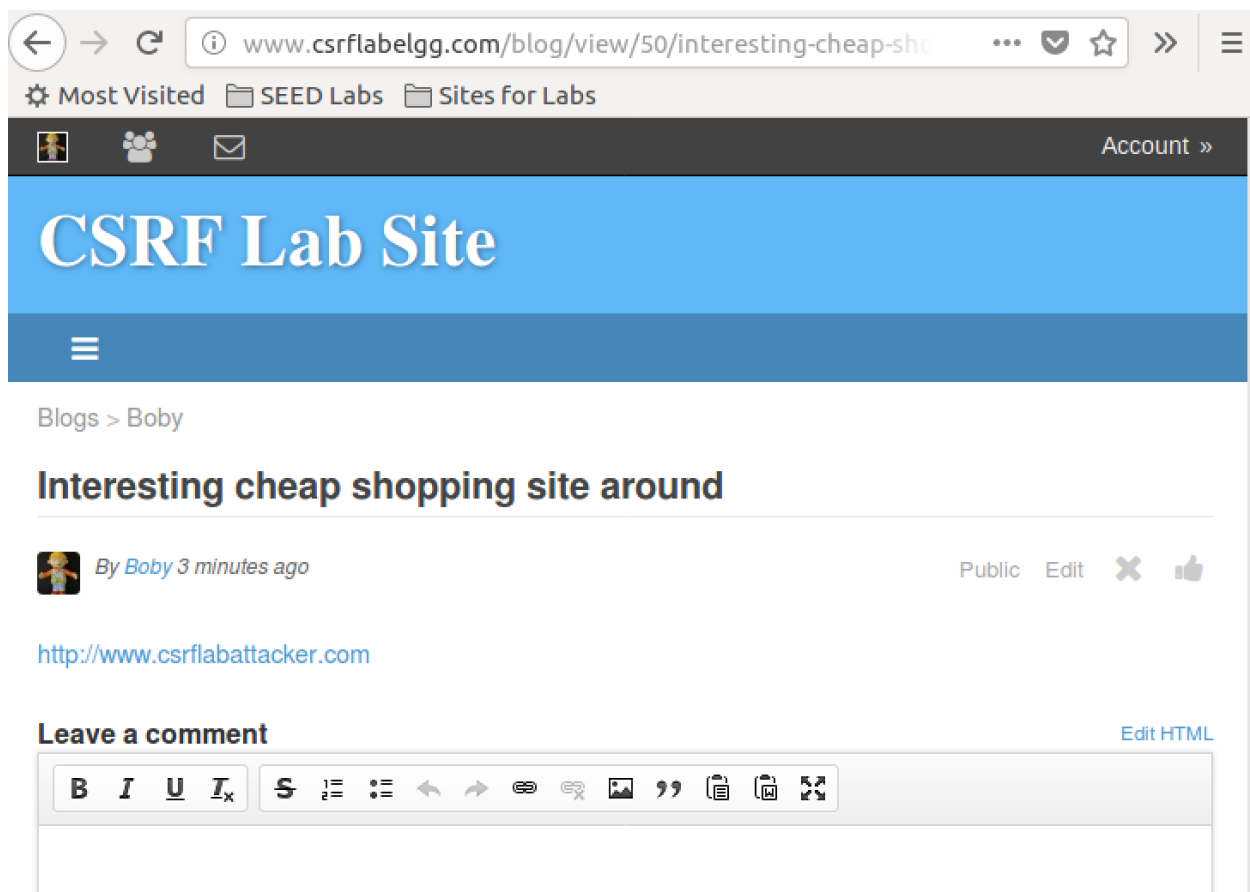 www.csrflabelgg.com/blog/view/50/interesting-cheap-sho
Most Visited SEED Labs Sites for Labs
Account »
CSRF Lab Site
Blogs > Boby
Interesting cheap shopping site around
By Boby 3 minutes ago Public Edit
http://www.csrflabattacker.com
Leave a comment Edit HTML
B I U Tx S